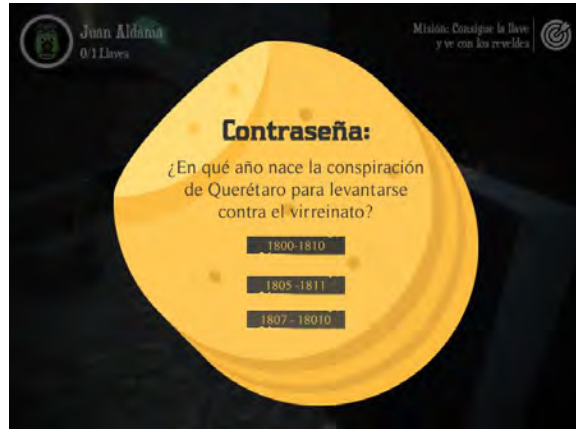 Juan Aldama
0/1 Llaves
Misión: Consigue la llave
y ve con los reveldes
Contraseña:
¿En qué año nace la conspiración
de Querétaro para levantarse
contra el virreinato?
1800-1810
1805 -1811
1807 - 18010